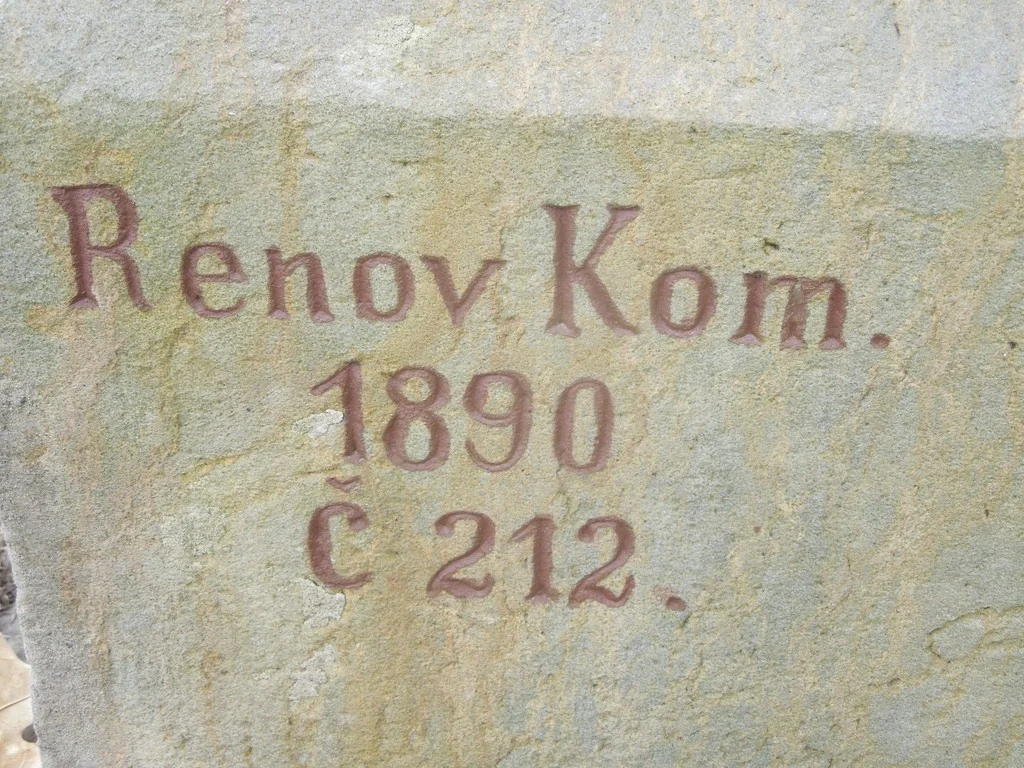 Renov Kom.
1890
Č 212.